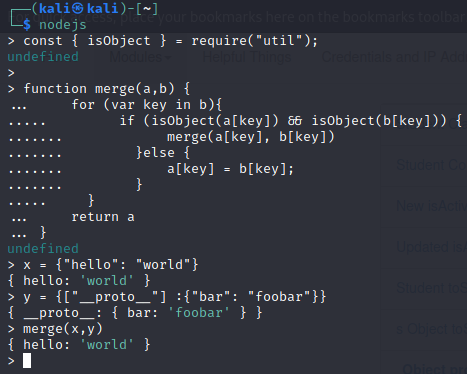 ┌──(kali㉿kali)-[~]
└─$ nodejs
> const { isObject } = require("util");
undefined
>
> function merge(a,b) {
...     for (var key in b){
.....         if (isObject(a[key]) && isObject(b[key])) {
.......             merge(a[key], b[key])
.......         }else {
.......             a[key] = b[key];
.......         }
.....     }
...     return a
... }
undefined
> x = {"hello": "world"}
{ hello: 'world' }
> y = {["__proto__"] :{"bar": "foobar"}}
{ __proto__: { bar: 'foobar' } }
> merge(x,y)
{ hello: 'world' }
>